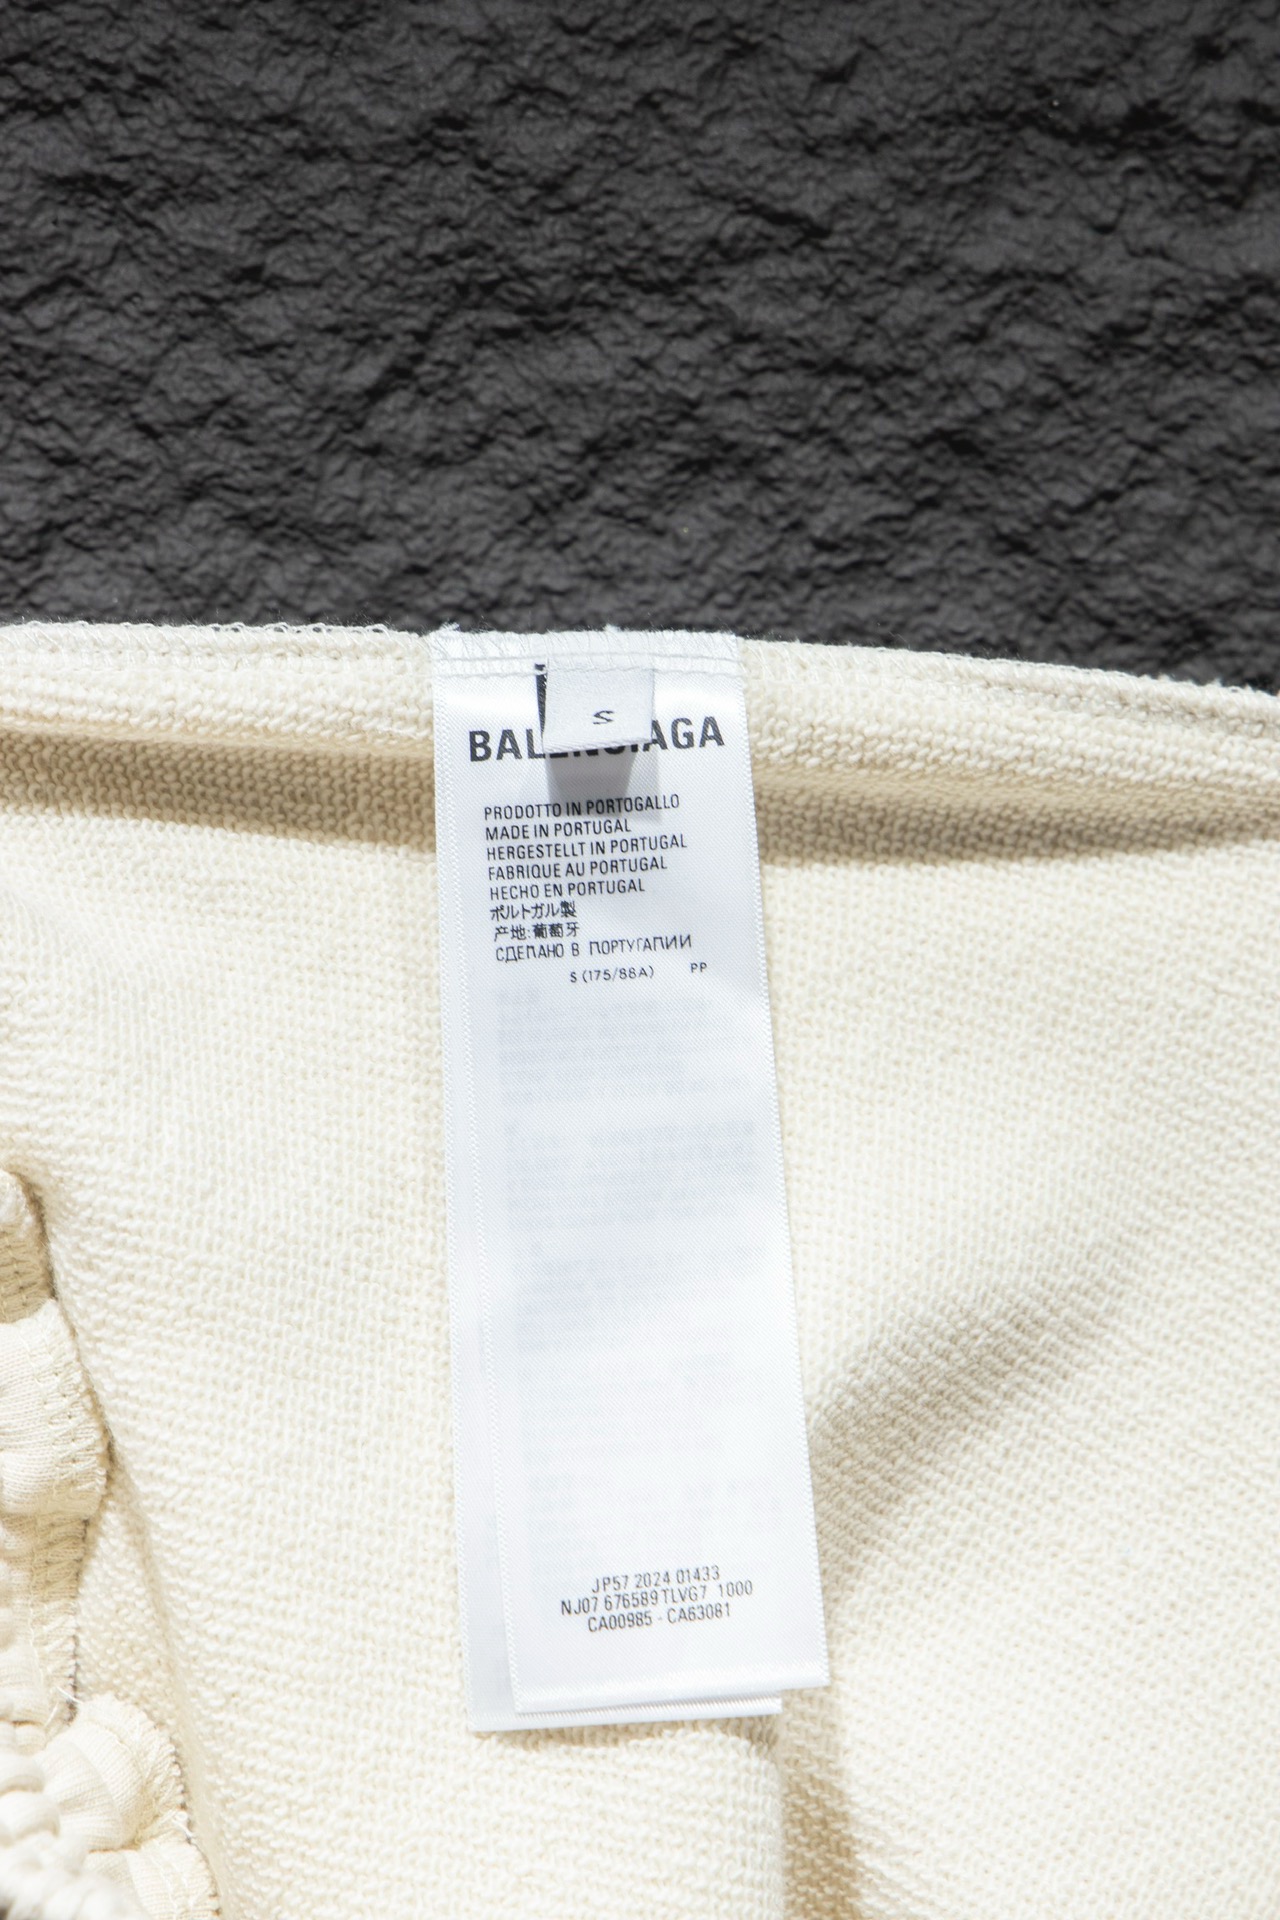 S
BALENCIAGA
PRODOTTO IN PORTOGALLO
MADE IN PORTUGAL
HERGESTELLT IN PORTUGAL
FABRIQUE AU PORTUGAL
HECHO EN PORTUGAL
ポルトガル製
产地:葡萄牙
СДЕПАНО В ПОРТУГАПИИ
S (175/88A) PP
JP57 2024 01433
NJ07 676589TLVG7 1000
CA00985 - CA63081